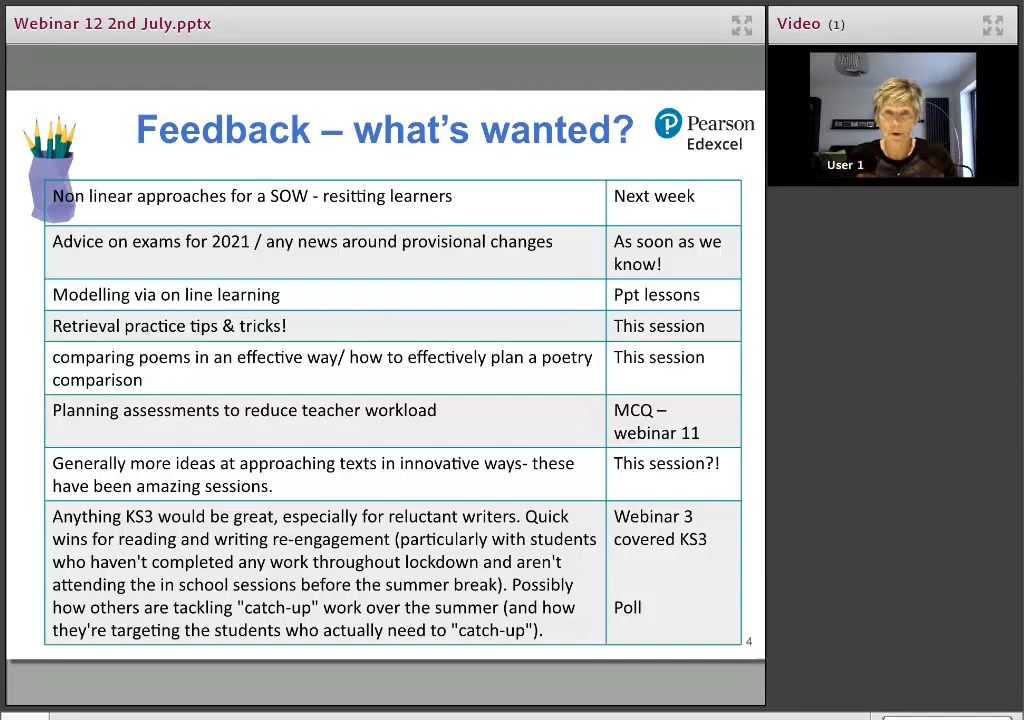 Webinar 12 2nd July.pptx
Video (1)
User 1
Feedback – what's wanted?
Pearson
Edexcel
Non linear approaches for a SOW - resitting learners
Next week
Advice on exams for 2021 / any news around provisional changes
As soon as we
know!
Modelling via on line learning
Ppt lessons
Retrieval practice tips & tricks!
This session
comparing poems in an effective way/ how to effectively plan a poetry
comparison
This session
Planning assessments to reduce teacher workload
MCQ –
webinar 11
Generally more ideas at approaching texts in innovative ways- these
have been amazing sessions.
This session?!
Anything KS3 would be great, especially for reluctant writers. Quick
wins for reading and writing re-engagement (particularly with students
who haven't completed any work throughout lockdown and aren't
attending the in school sessions before the summer break). Possibly
how others are tackling "catch-up" work over the summer (and how
they're targeting the students who actually need to "catch-up").
Webinar 3
covered KS3
Poll
4